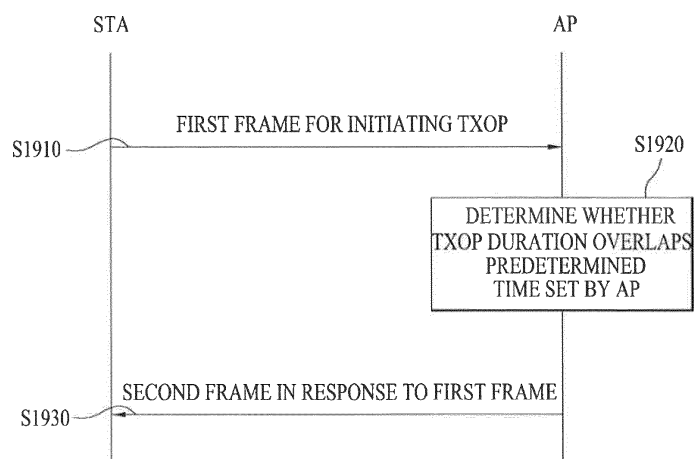 STA
AP
FIRST FRAME FOR INITIATING TXOP
S1910
S1920
DETERMINE WHETHER
TXOP DURATION OVERLAPS
PREDETERMINED
TIME SET BY AP
SECOND FRAME IN RESPONSE TO FIRST FRAME
S1930